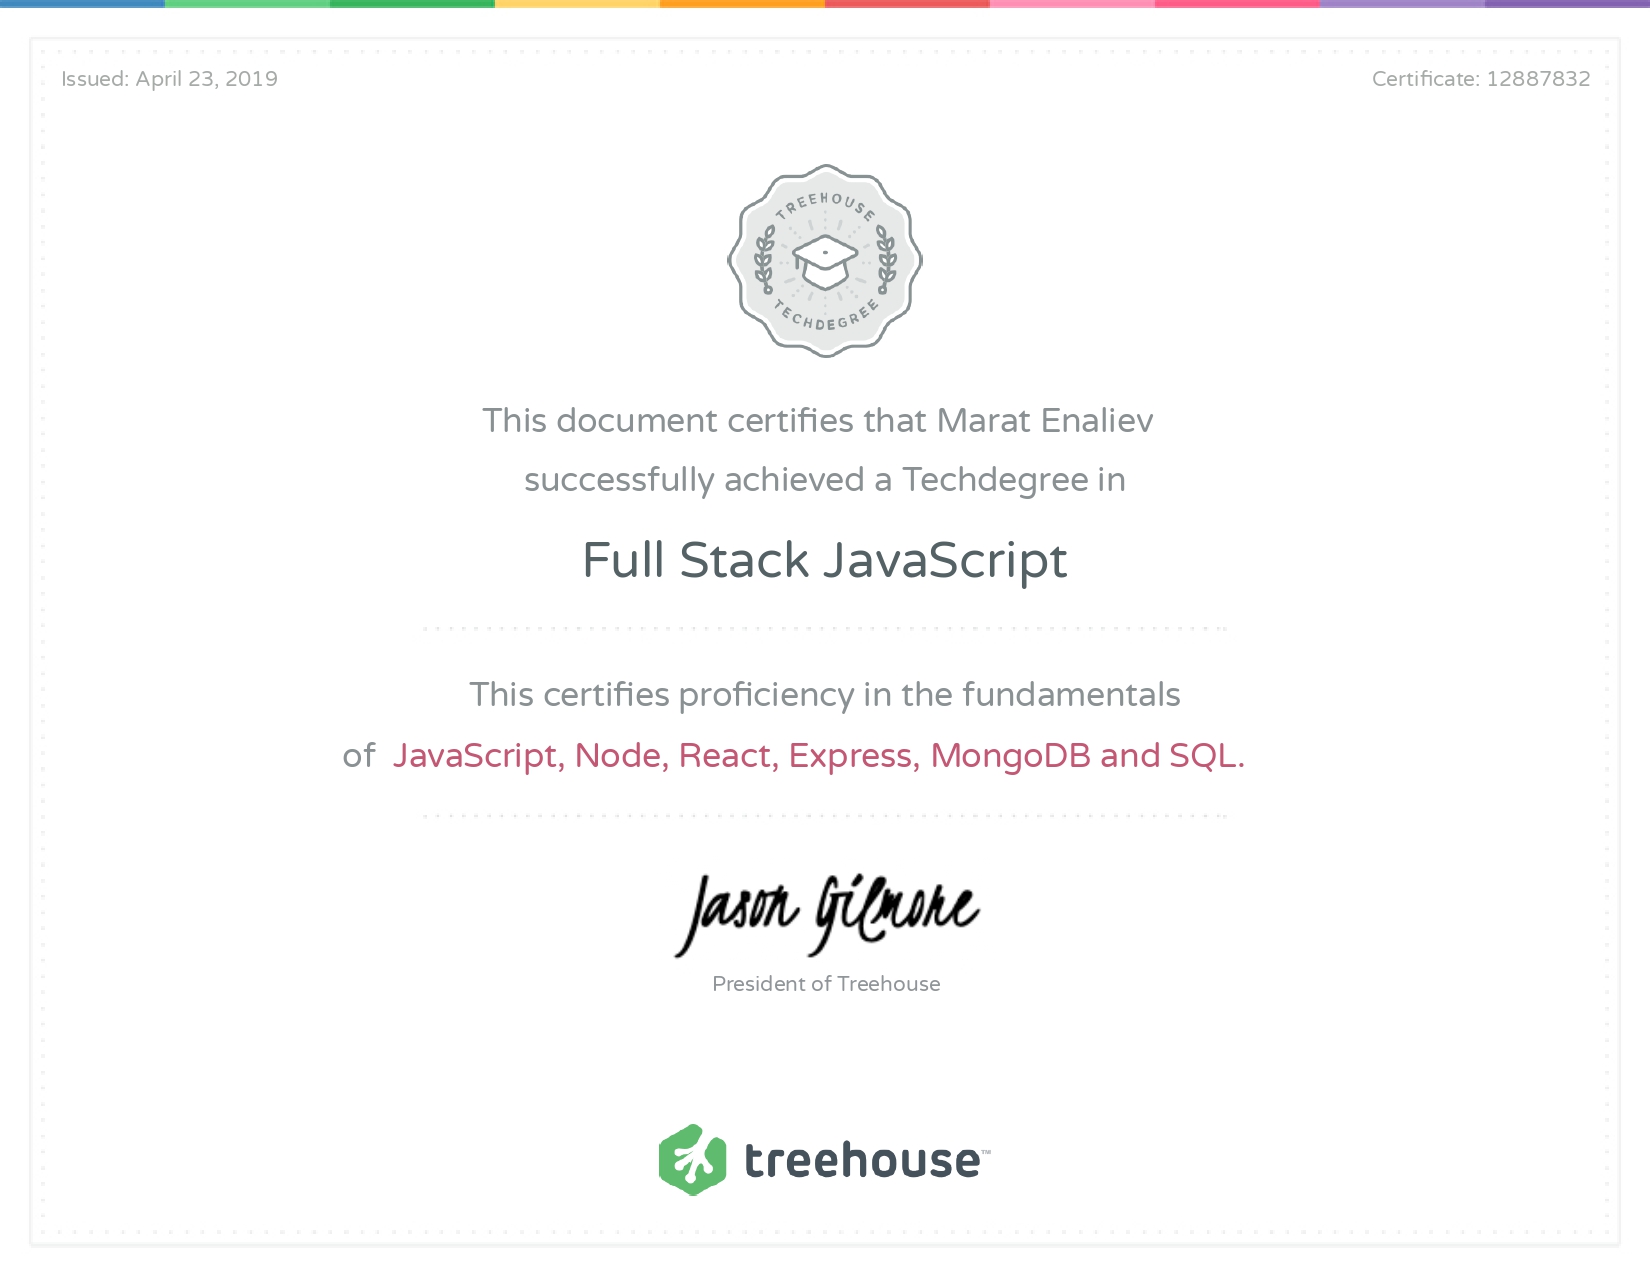 Issued: April 23, 2019
Certificate: 12887832
TREEHOUSE
TECHDEGREE
This document certifies that Marat Enaliev
successfully achieved a Techdegree in
Full Stack JavaScript
This certifies proficiency in the fundamentals
of JavaScript, Node, React, Express, MongoDB and SQL.
Jason Gilmore
President of Treehouse
treehouse™